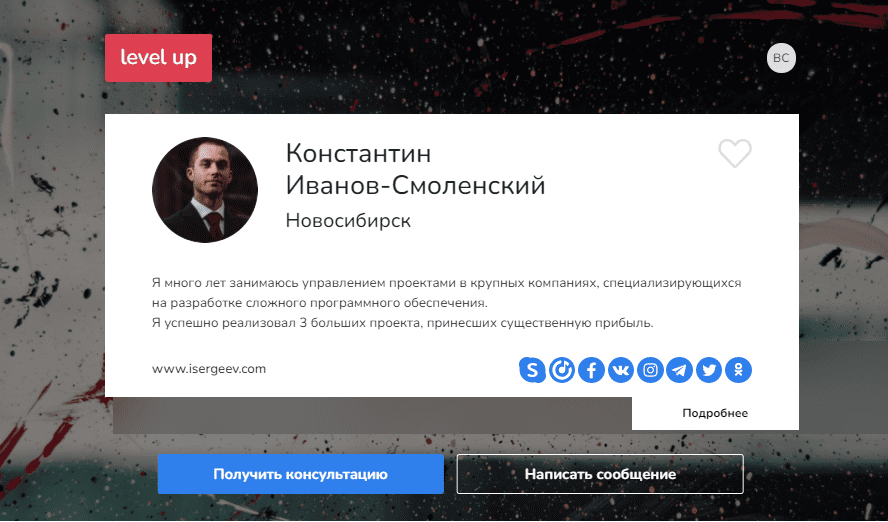 level up
ВС
Константин
Иванов-Смоленский
Новосибирск
Я много лет занимаюсь управлением проектами в крупных компаниях, специализирующихся
на разработке сложного программного обеспечения.
Я успешно реализовал 3 больших проекта, принесших существенную прибыль.
www.isergeev.com
Подробнее
Получить консультацию
Написать сообщение